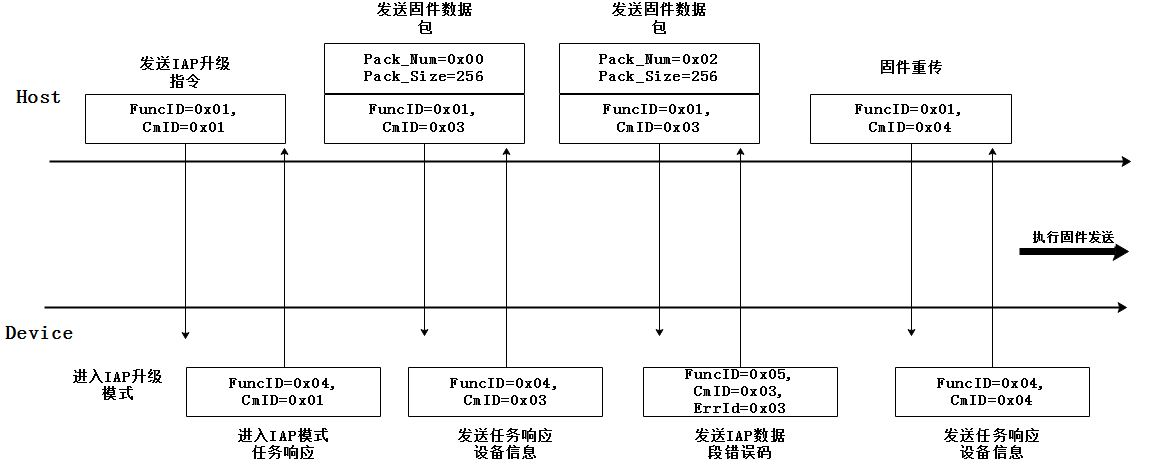 发送固件数据
包
发送固件数据
包
发送IAP升级
指令
Pack_Num=0x00
Pack_Size=256
Pack_Num=0x02
Pack_Size=256
固件重传
Host
FuncID=0x01,
CmID=0x01
FuncID=0x01,
CmID=0x03
FuncID=0x01,
CmID=0x03
FuncID=0x01,
CmID=0x04
执行固件发送
Device
进入IAP升级
模式
FuncID=0x04,
CmID=0x01
FuncID=0x04,
CmID=0x03
FuncID=0x05,
CmID=0x03,
ErrId=0x03
FuncID=0x04,
CmID=0x04
进入IAP模式
任务响应
发送任务响应
设备信息
发送IAP数据
段错误码
发送任务响应
设备信息